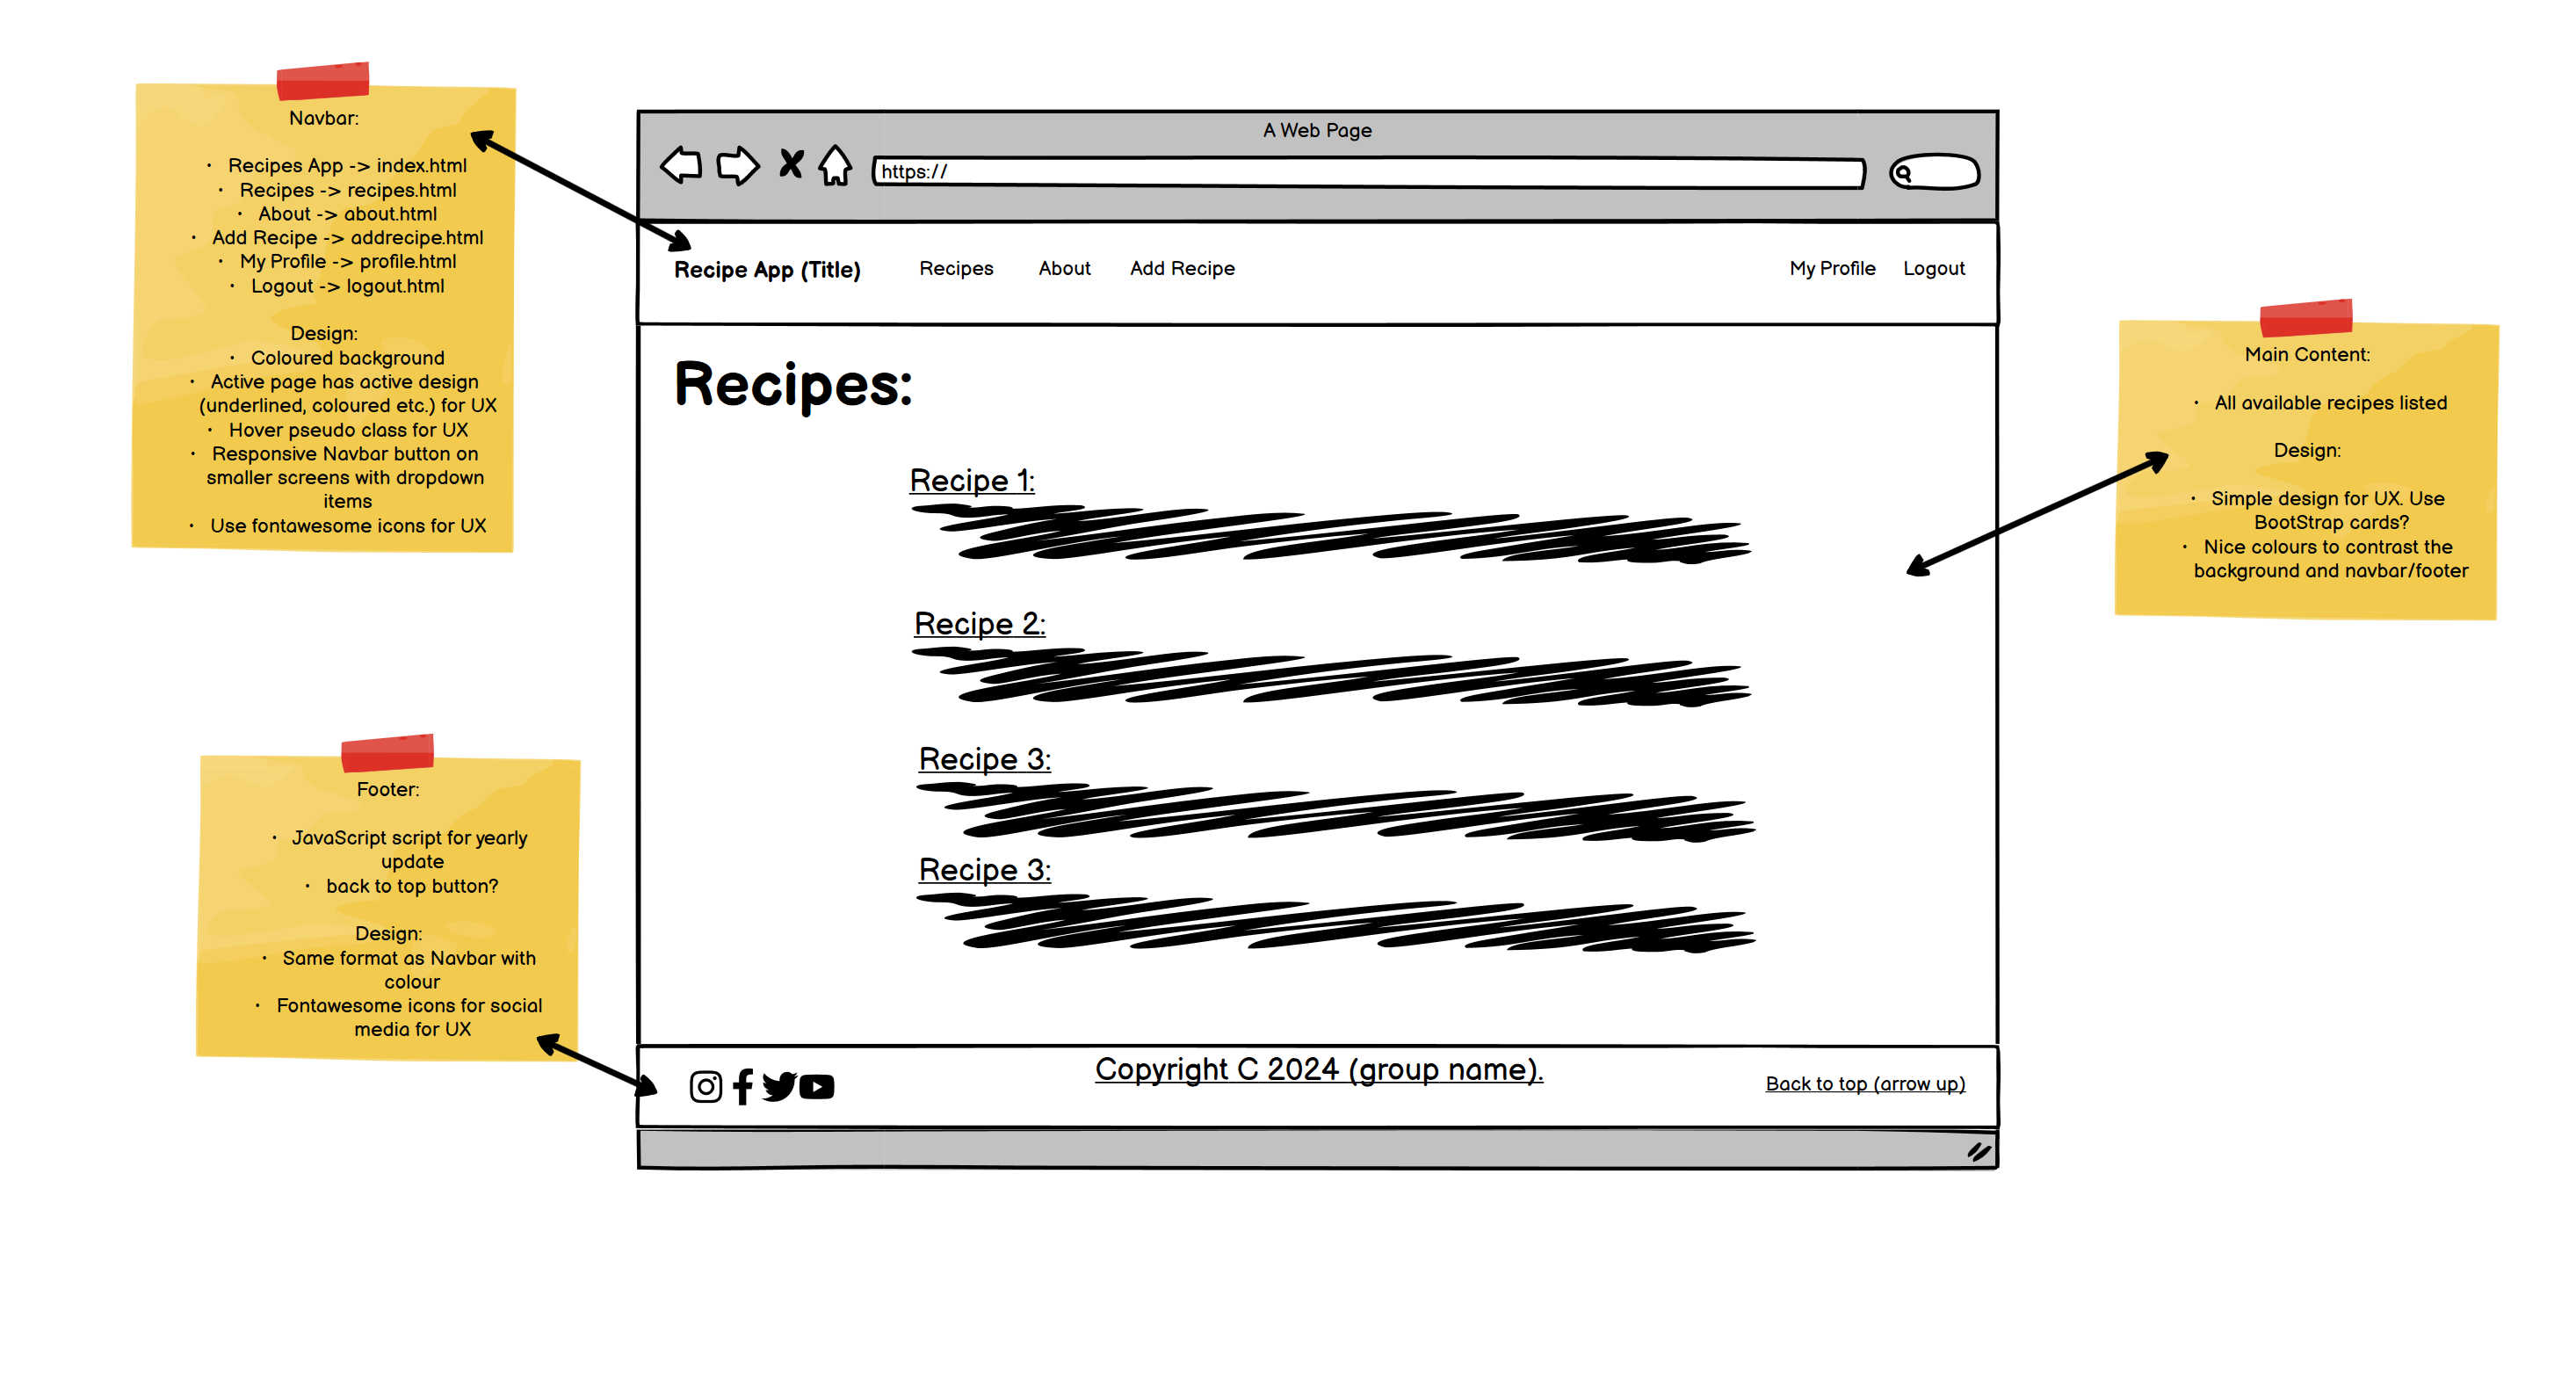 Navbar:
• Recipes App -> index.html
• Recipes -> recipes.html
• About -> about.html
• Add Recipe -> addrecipe.html
• My Profile -> profile.html
• Logout -> logout.html
Design:
• Coloured background
• Active page has active design
(underlined, coloured etc.) for UX
• Hover pseudo class for UX
• Responsive Navbar button on
smaller screens with dropdown
items
• Use fontawesome icons for UX
A Web Page
https://
Recipe App (Title) Recipes About Add Recipe My Profile Logout
Recipes:
Recipe 1:
Recipe 2:
Recipe 3:
Recipe 3:
Main Content:
• All available recipes listed
Design:
• Simple design for UX. Use
BootStrap cards?
• Nice colours to contrast the
background and navbar/footer
Footer:
• JavaScript script for yearly
update
• back to top button?
Design:
• Same format as Navbar with
colour
• Fontawesome icons for social
media for UX
Copyright C 2024 (group name).
Back to top (arrow up)